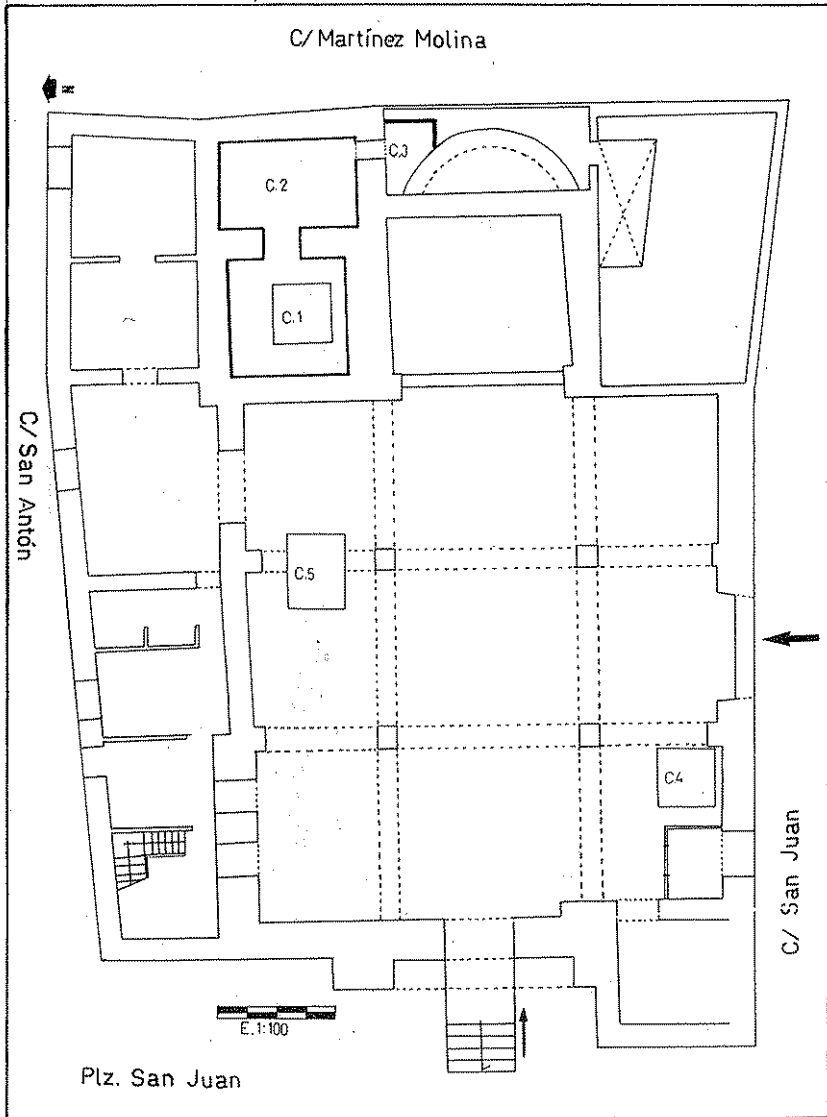 C/Martínez Molina
C.3
C.2
C.1
C/ San Antón
C.5
C.4
C/ San Juan
E.1:100
Plz. San Juan